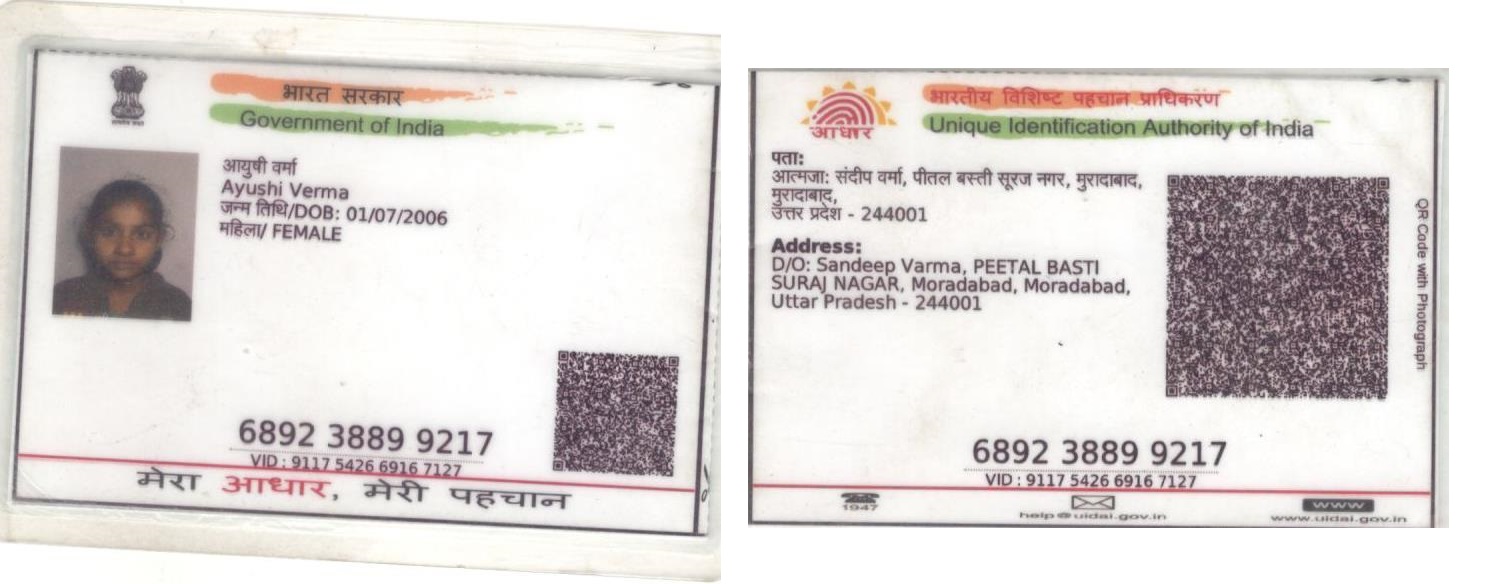 भारत सरकार
Government of India
आयुषी वर्मा
Ayushi Verma
जन्म तिथि/DOB: 01/07/2006
महिला/ FEMALE
6892 3889 9217
VID : 9117 5426 6916 7127
मेरा आधार, मेरी पहचान
आधार
भारतीय विशिष्ट पहचान प्राधिकरण
Unique Identification Authority of India
पता:
आत्मजा: संदीप वर्मा, पीतल बस्ती सूरज नगर, मुरादाबाद,
मुरादाबाद,
उत्तर प्रदेश - 244001
Address:
D/O: Sandeep Varma, PEETAL BASTI
SURAJ NAGAR, Moradabad, Moradabad,
Uttar Pradesh - 244001
QR Code with Photograph
6892 3889 9217
VID : 9117 5426 6916 7127
1947
help@uidai.gov.in
www
www.uidai.gov.in